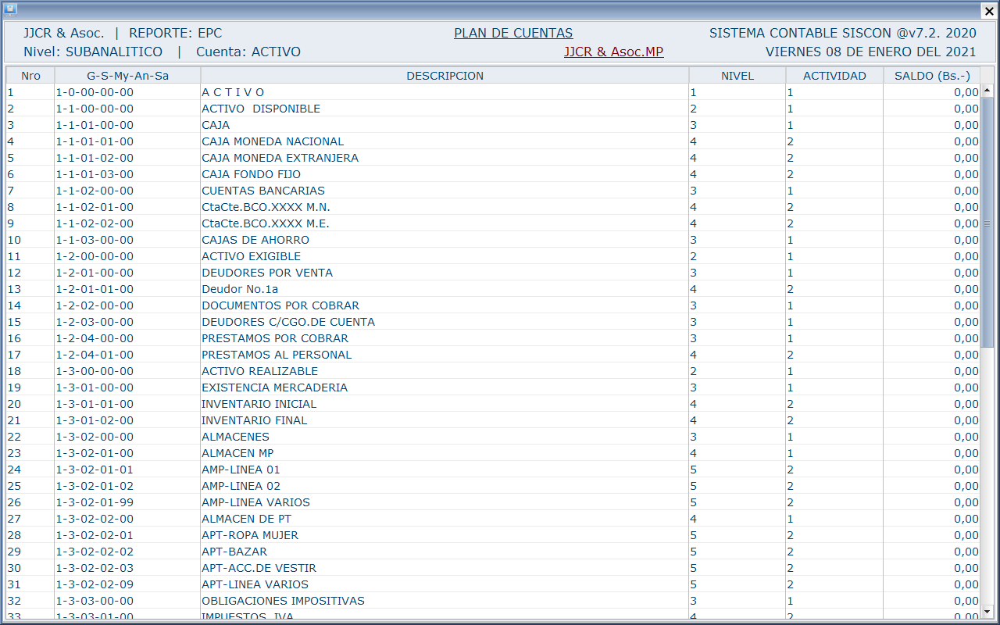 JJCR & Asoc. | REPORTE: EPC PLAN DE CUENTAS SISTEMA CONTABLE SISCON @v7.2. 2020
Nivel: SUBANALITICO | Cuenta: ACTIVO JJCR & Asoc.MP VIERNES 08 DE ENERO DEL 2021
Nro G-S-My-An-Sa DESCRIPCION NIVEL ACTIVIDAD SALDO (Bs.-)
1 1-0-00-00-00 A C T I V O 1 1 0,00
2 1-1-00-00-00 ACTIVO DISPONIBLE 2 1 0,00
3 1-1-01-00-00 CAJA 3 1 0,00
4 1-1-01-01-00 CAJA MONEDA NACIONAL 4 2 0,00
5 1-1-01-02-00 CAJA MONEDA EXTRANJERA 4 2 0,00
6 1-1-01-03-00 CAJA FONDO FIJO 4 2 0,00
7 1-1-02-00-00 CUENTAS BANCARIAS 3 1 0,00
8 1-1-02-01-00 CtaCte.BCO.XXXX M.N. 4 2 0,00
9 1-1-02-02-00 CtaCte.BCO.XXXX M.E. 4 2 0,00
10 1-1-03-00-00 CAJAS DE AHORRO 3 1 0,00
11 1-2-00-00-00 ACTIVO EXIGIBLE 2 1 0,00
12 1-2-01-00-00 DEUDORES POR VENTA 3 1 0,00
13 1-2-01-01-00 Deudor No.1a 4 2 0,00
14 1-2-02-00-00 DOCUMENTOS POR COBRAR 3 1 0,00
15 1-2-03-00-00 DEUDORES C/CGO.DE CUENTA 3 1 0,00
16 1-2-04-00-00 PRESTAMOS POR COBRAR 3 1 0,00
17 1-2-04-01-00 PRESTAMOS AL PERSONAL 4 2 0,00
18 1-3-00-00-00 ACTIVO REALIZABLE 2 1 0,00
19 1-3-01-00-00 EXISTENCIA MERCADERIA 3 1 0,00
20 1-3-01-01-00 INVENTARIO INICIAL 4 2 0,00
21 1-3-01-02-00 INVENTARIO FINAL 4 2 0,00
22 1-3-02-00-00 ALMACENES 3 1 0,00
23 1-3-02-01-00 ALMACEN MP 4 1 0,00
24 1-3-02-01-01 AMP-LINEA 01 5 2 0,00
25 1-3-02-01-02 AMP-LINEA 02 5 2 0,00
26 1-3-02-01-99 AMP-LINEA VARIOS 5 2 0,00
27 1-3-02-02-00 ALMACEN DE PT 4 1 0,00
28 1-3-02-02-01 APT-ROPA MUJER 5 2 0,00
29 1-3-02-02-02 APT-BAZAR 5 2 0,00
30 1-3-02-02-03 APT-ACC.DE VESTIR 5 2 0,00
31 1-3-02-02-09 APT-LINEA VARIOS 5 2 0,00
32 1-3-03-00-00 OBLIGACIONES IMPOSITIVAS 3 1 0,00
33 1-3-03-01-00 IMPUESTOS IVA 4 2 0,00